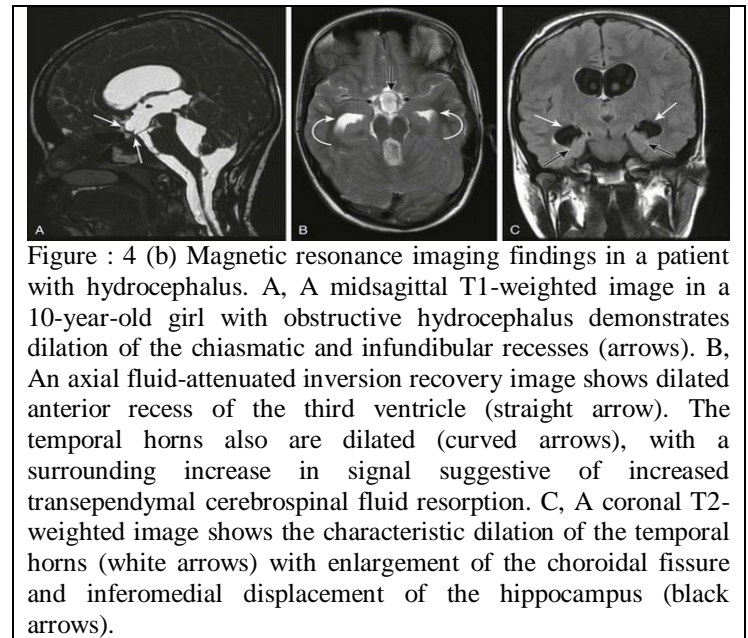 A
B
C
Figure : 4 (b) Magnetic resonance imaging findings in a patient
with hydrocephalus. A, A midsagittal T1-weighted image in a
10-year-old girl with obstructive hydrocephalus demonstrates
dilation of the chiasmatic and infundibular recesses (arrows). B,
An axial fluid-attenuated inversion recovery image shows dilated
anterior recess of the third ventricle (straight arrow). The
temporal horns also are dilated (curved arrows), with a
surrounding increase in signal suggestive of increased
transependymal cerebrospinal fluid resorption. C, A coronal T2-
weighted image shows the characteristic dilation of the temporal
horns (white arrows) with enlargement of the choroidal fissure
and inferomedial displacement of the hippocampus (black
arrows).